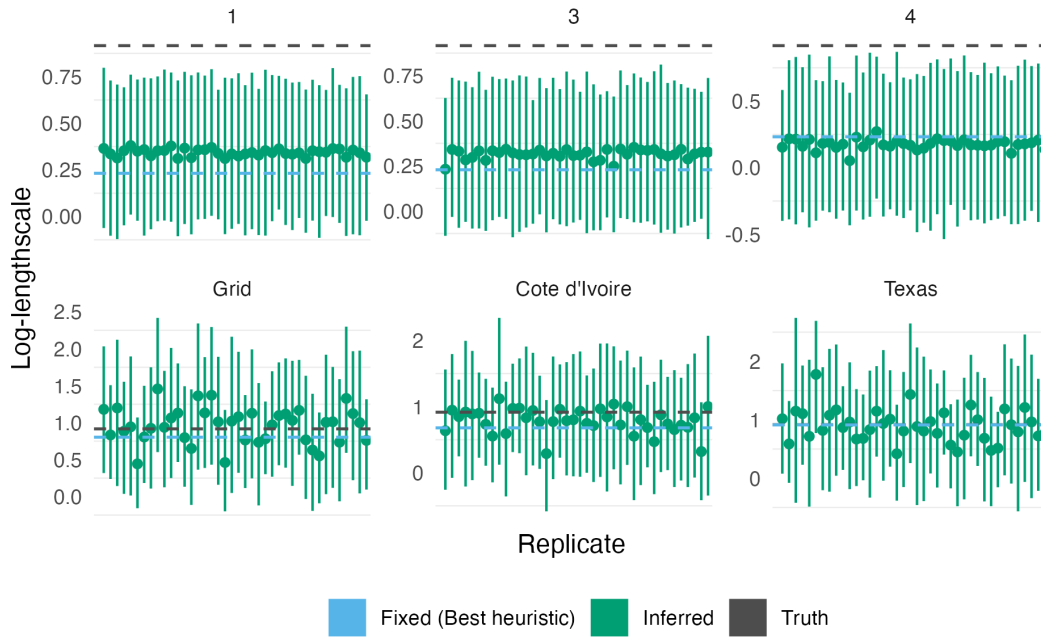 1 3 4
0.75 0.75
0.5
0.50 0.50
0.25 0.25 0.0
0.00 0.00
-0.5
Log-lengthscale
Grid Cote d'Ivoire Texas
2.5
2.0 2 2
1.5
1.0 1 1
0.5
0.0 0 0
Replicate
Fixed (Best heuristic) Inferred Truth